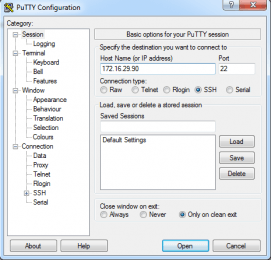 PuTTY Configuration
Category:
Session
Logging
Terminal
Keyboard
Bell
Features
Window
Appearance
Behaviour
Translation
Selection
Colours
Connection
Data
Proxy
Telnet
Rlogin
SSH
Serial
Basic options for your PuTTY session
Specify the destination you want to connect to
Host Name (or IP address) Port
172.16.29.90 22
Connection type:
Raw Telnet Rlogin SSH Serial
Load, save or delete a stored session
Saved Sessions
Default Settings
Load
Save
Delete
Close window on exit:
Always Never Only on clean exit
About Help Open Cancel